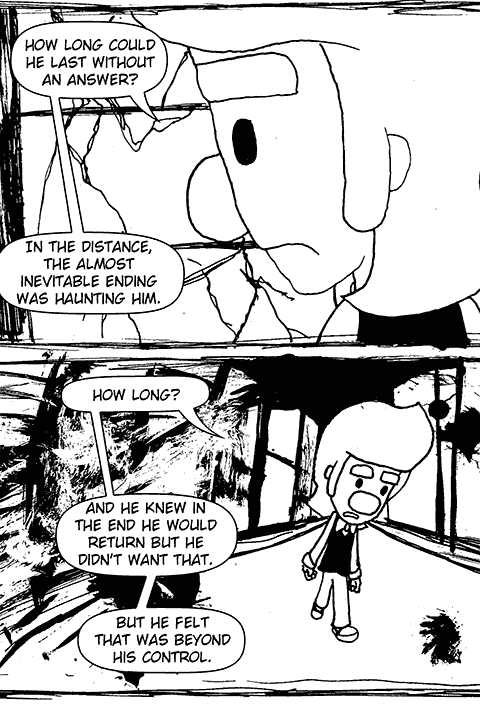 HOW LONG COULD
HE LAST WITHOUT
AN ANSWER?
IN THE DISTANCE,
THE ALMOST
INEVITABLE ENDING
WAS HAUNTING HIM.
HOW LONG?
AND HE KNEW IN
THE END HE WOULD
RETURN BUT HE
DIDN'T WANT THAT.
BUT HE FELT
THAT WAS BEYOND
HIS CONTROL.